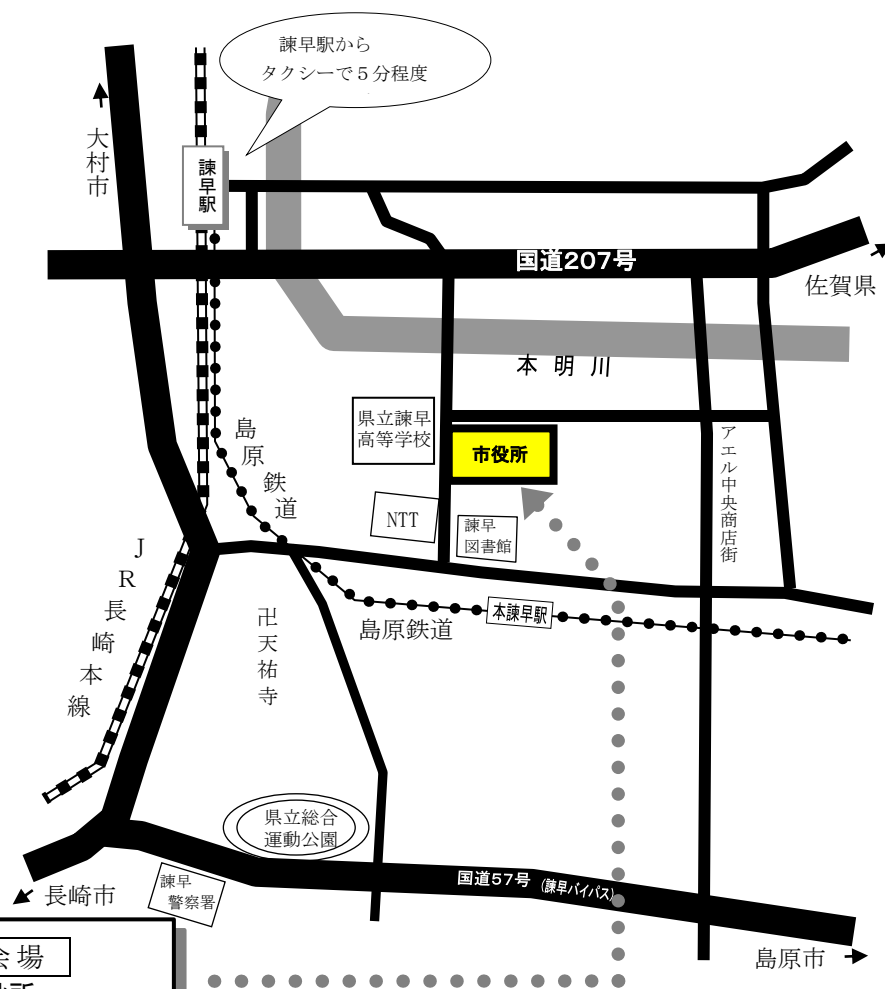 諫早駅から
タクシーで５分程度
大村市
諫早駅
国道207号
佐賀県
本明川
県立諫早
高等学校
市役所
アエル中央商店街
島原鉄道
NTT
諫早
図書館
JR長崎本線
卍天祐寺
島原鉄道
本諫早駅
県立総合
運動公園
国道57号（諫早バイパス）
諫早
警察署
長崎市
島原市
会場